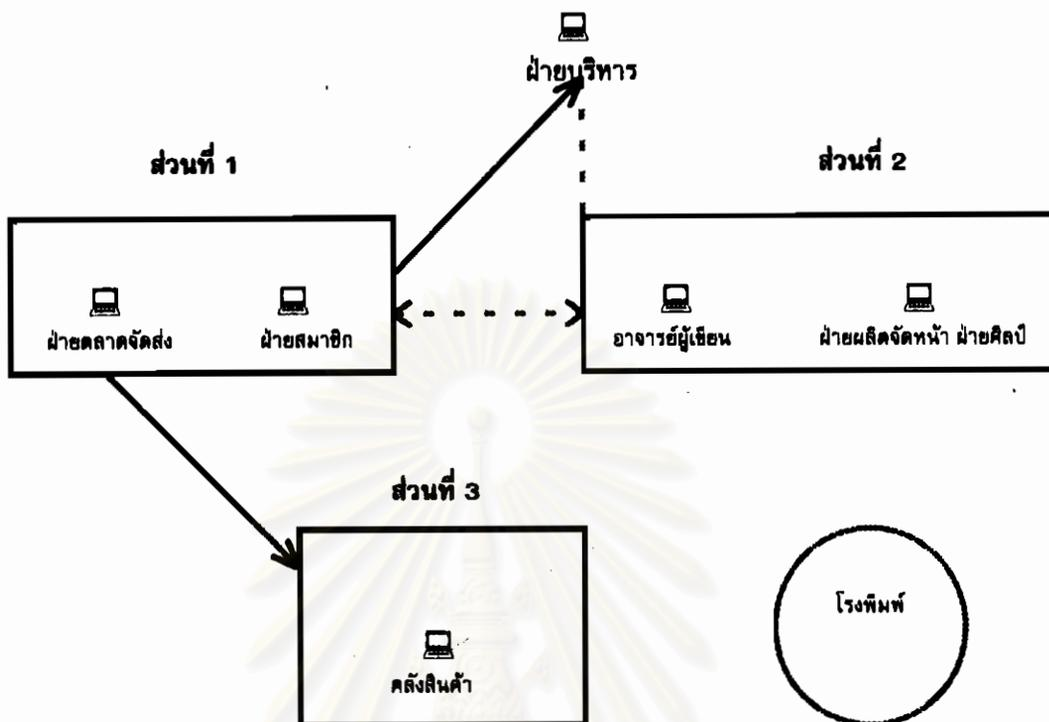 ฝ่ายบริหาร
ส่วนที่ 1
ส่วนที่ 2
ฝ่ายตลาดจัดส่ง
ฝ่ายสมาชิก
อาจารย์ผู้เขียน
ฝ่ายผลิตจัดหน้า ฝ่ายศิลป์
ส่วนที่ 3
โรงพิมพ์
คลังสินค้า